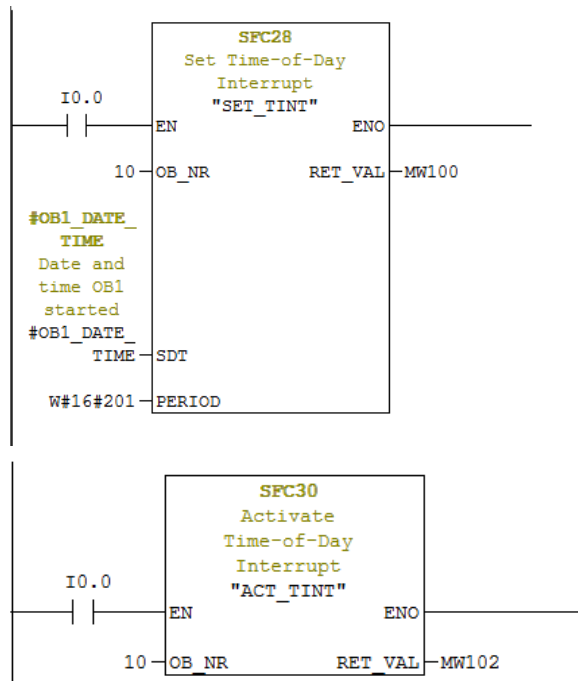 SFC28
Set Time-of-Day
Interrupt
"SET_TINT"
I0.0
EN
ENO
10
OB_NR
RET_VAL
MW100
#OB1_DATE_
TIME
Date and
time OB1
started
#OB1_DATE_
TIME
SDT
W#16#201
PERIOD
SFC30
Activate
Time-of-Day
Interrupt
"ACT_TINT"
I0.0
EN
ENO
10
OB_NR
RET_VAL
MW102